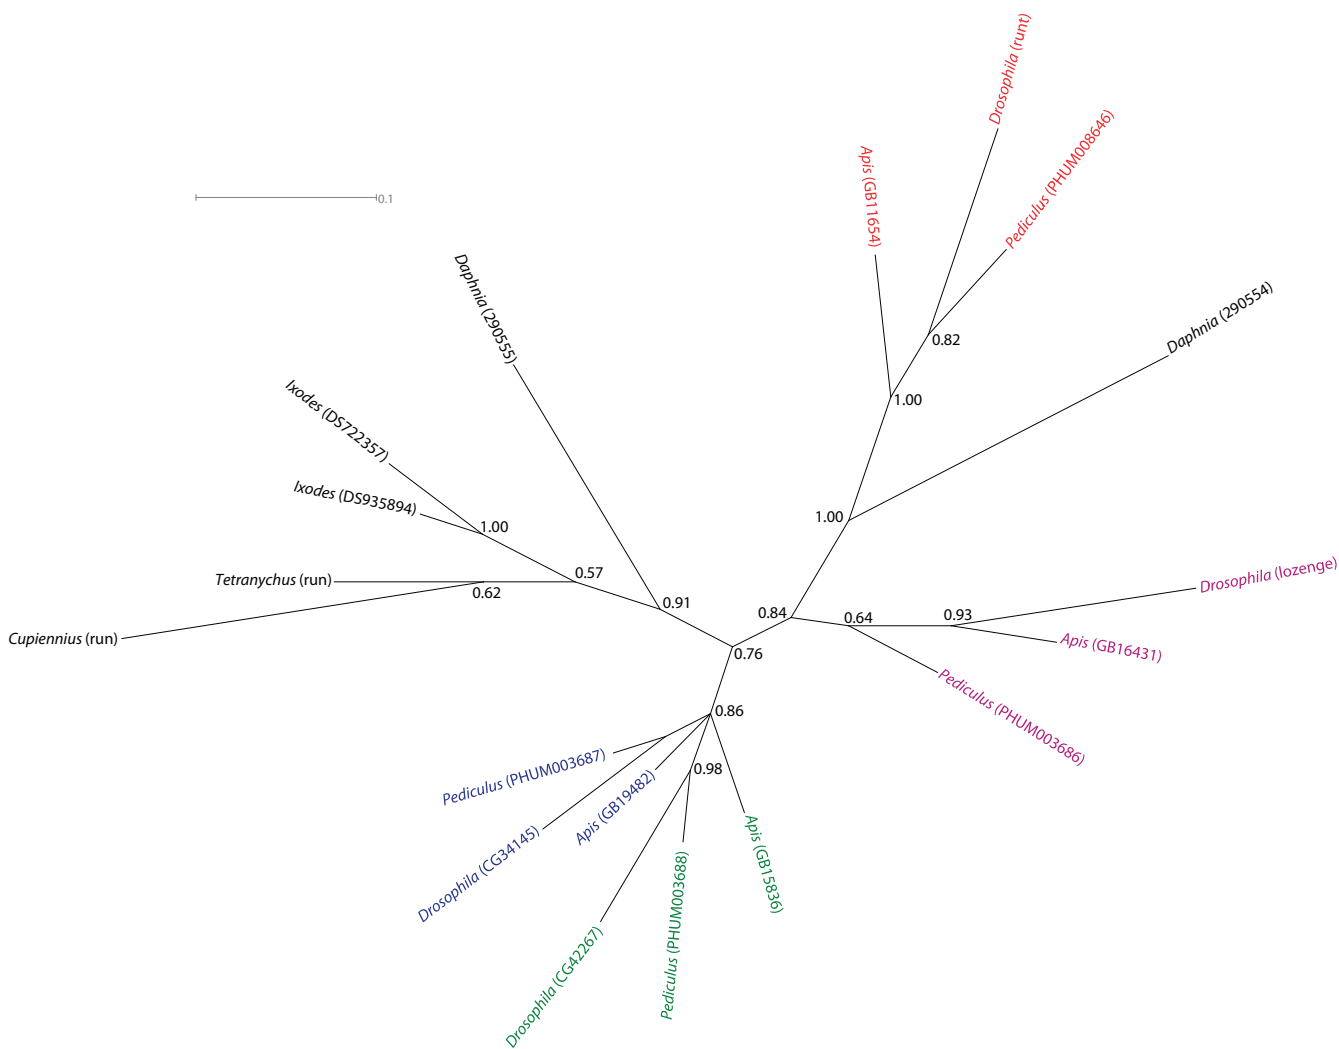 Drosophila (runt)
Pediculus (PHUM008646)
Apis (GB11654)
0.1
Daphnia (290555)
Daphnia (290554)
0.82
1.00
Ixodes (DS722357)
Ixodes (DS935894)
1.00
1.00
Tetranychus (run)
0.62
0.57
0.91
Cupiennius (run)
0.84
0.64
0.93
Drosophila (lozenge)
Apis (GB16431)
Pediculus (PHUM003686)
0.76
0.86
0.98
Pediculus (PHUM003687)
Drosophila (CG34145)
Apis (GB19482)
Drosophila (CG42267)
Pediculus (PHUM003688)
Apis (GB15836)